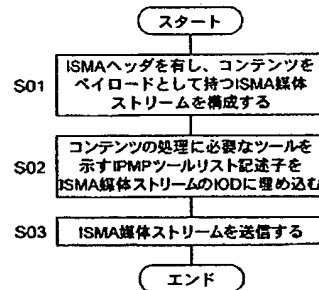 スタート
S01
ISMAヘッダを有し、コンテンツを
ペイロードとして持つISMA媒体
ストリームを構成する
S02
コンテンツの処理に必要なツールを
示すIPMPツールリスト記述子を
ISMA媒体ストリームのIODに埋め込む
S03
ISMA媒体ストリームを送信する
エンド